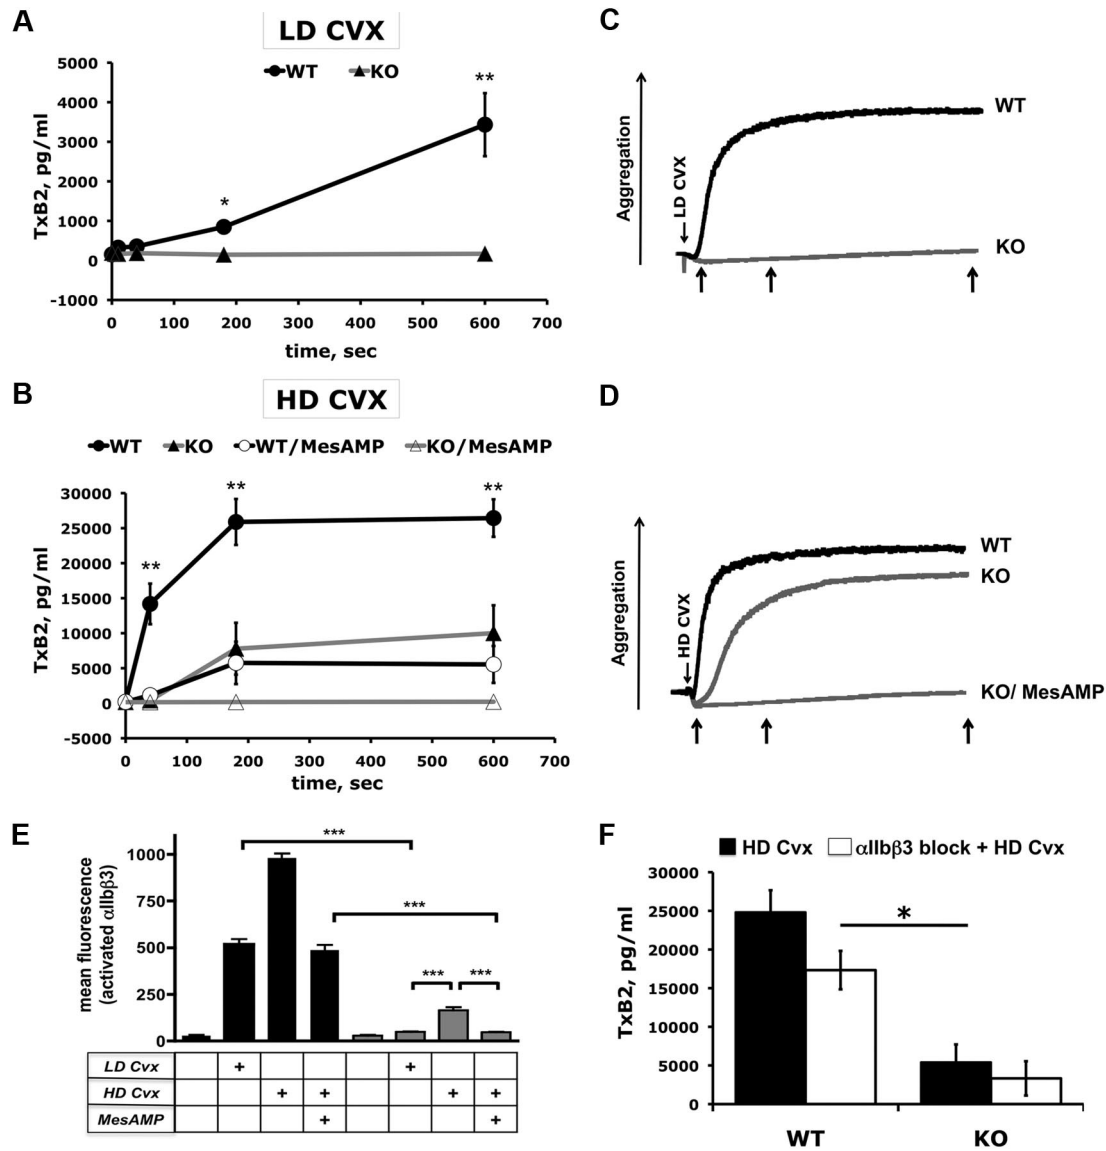 A
LD CVX
WT KO
5000
4000
3000
2000
1000
0
-1000
TxB2, pg/ml
*
**
0 100 200 300 400 500 600 700
time, sec
C
Aggregation
LD CVX
WT
KO
B
HD CVX
WT KO WT/MesAMP KO/MesAMP
30000
25000
20000
15000
10000
5000
0
-5000
TxB2, pg/ml
**
**
**
0 100 200 300 400 500 600 700
time, sec
D
Aggregation
HD CVX
WT
KO
KO/ MesAMP
E
mean fluorescence
(activated αIIbβ3)
1000
750
500
250
0
***
***
***
***
LD Cvx + +
HD Cvx + + + +
MesAMP + +
F
HD Cvx αIIbβ3 block + HD Cvx
30000
25000
20000
15000
10000
5000
0
TxB2, pg/ml
*
WT KO